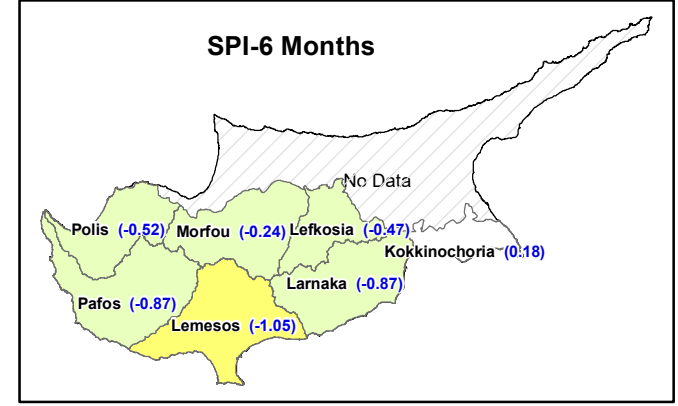 SPI-6 Months
No Data
Polis (-0.52)
Morfou (-0.24)
Lefkosia (-0.47)
Kokkinochoria (0.18)
Pafos (-0.87)
Larnaka (-0.87)
Lemesos (-1.05)